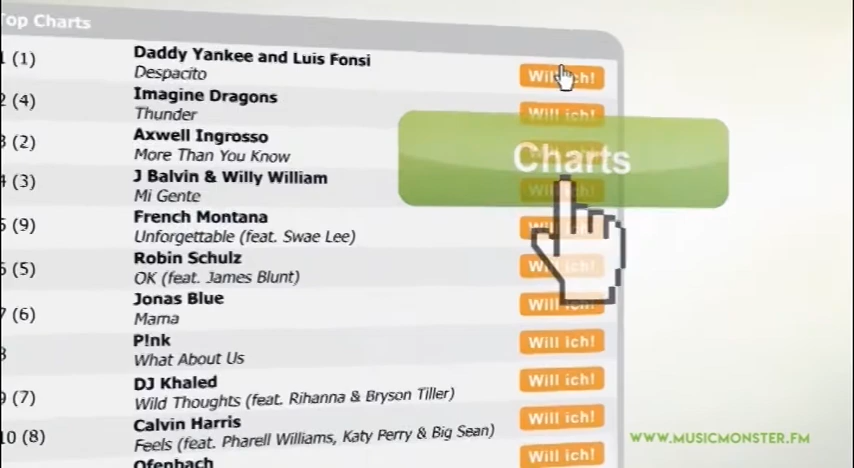 Top Charts
1 (1)
Daddy Yankee and Luis Fonsi
Despacito
Will ich!
2 (4)
Imagine Dragons
Thunder
Will ich!
3 (2)
Axwell Ingrosso
More Than You Know
Charts
4 (3)
J Balvin & Willy William
Mi Gente
Will ich!
5 (9)
French Montana
Unforgettable (feat. Swae Lee)
6 (5)
Robin Schulz
OK (feat. James Blunt)
Will ich!
7 (6)
Jonas Blue
Mama
Will ich!
8
P!nk
What About Us
Will ich!
9 (7)
DJ Khaled
Wild Thoughts (feat. Rihanna & Bryson Tiller)
Will ich!
10 (8)
Calvin Harris
Feels (feat. Pharell Williams, Katy Perry & Big Sean)
Will ich!
Ofenbach
Will ich!
WWW.MUSICMONSTER.FM